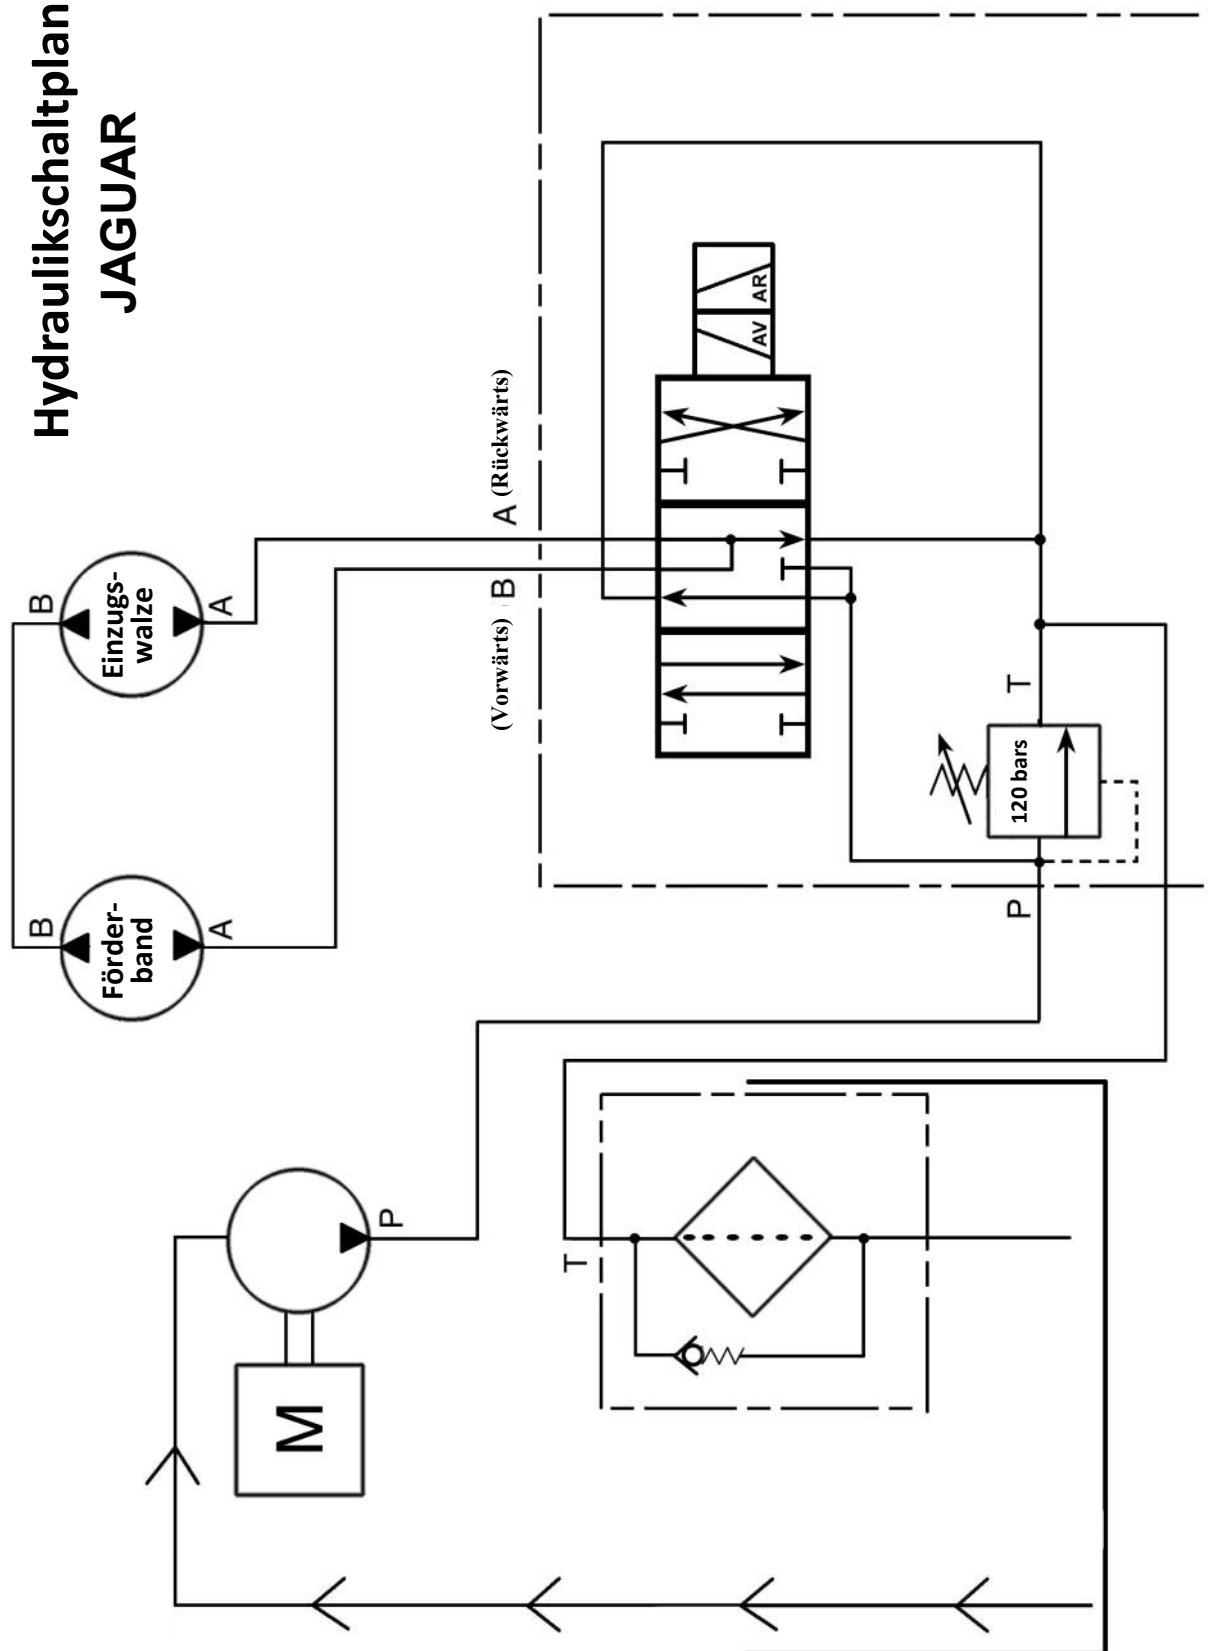 Hydraulikschaltplan
JAGUAR
B
Einzugs-
walze
A
B
Förder-
band
A
A (Rückwärts)
(Vorwärts) B
AV AR
T
120 bars
P
P
M
T